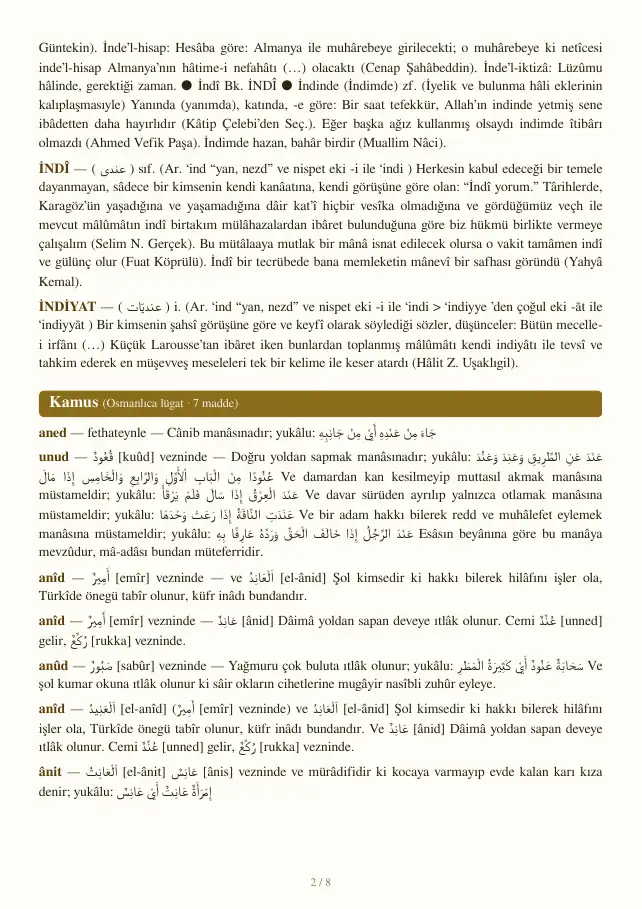 Güntekin). İnde'l-hisap: Hesâba göre: Almanya ile muhârebeye girilecekti; o muhârebeye ki netîcesi
inde'l-hisap Almanya'nın hâtime-i nefahâtı (…) olacaktı (Cenap Şahâbeddin). İnde'l-iktizâ: Lüzûmu
hâlinde, gerektiği zaman. ● İndî Bk. İNDÎ ● İndinde (İndimde) zf. (İyelik ve bulunma hâli eklerinin
kalıplaşmasıyle) Yanında (yanımda), katında, -e göre: Bir saat tefekkür, Allah'ın indinde yetmiş sene
ibâdetten daha hayırlıdır (Kâtip Çelebi'den Seç.). Eğer başka ağız kullanmış olsaydı indimde îtibârı
olmazdı (Ahmed Vefik Paşa). İndimde hazan, bahâr birdir (Muallim Nâci).
İNDÎ — ( عندى ) sıf. (Ar. ‘ind “yan, nezd” ve nispet eki -i ile ‘indi ) Herkesin kabul edeceği bir temele
dayanmayan, sâdece bir kimsenin kendi kanâatına, kendi görüşüne göre olan: “İndî yorum.” Târihlerde,
Karagöz'ün yaşadığına ve yaşamadığına dâir kat'î hiçbir vesîka olmadığına ve gördüğümüz veçh ile
mevcut mâlûmâtın indî birtakım mülâhazalardan ibâret bulunduğuna göre biz hükmü birlikte vermeye
çalışalım (Selim N. Gerçek). Bu mütâlaaya mutlak bir mânâ isnat edilecek olursa o vakit tamâmen indî
ve gülünç olur (Fuat Köprülü). İndî bir tecrübede bana memleketin mânevî bir safhası göründü (Yahyâ
Kemal).
İNDİYAT — ( عنديّات ) i. (Ar. ‘ind “yan, nezd” ve nispet eki -i ile ‘indi > ‘indiyye ’den çoğul eki -āt ile
‘indiyyāt ) Bir kimsenin şahsî görüşüne göre ve keyfî olarak söylediği sözler, düşünceler: Bütün mecelle-
i irfânı (…) Küçük Larousse'tan ibâret iken bunlardan toplanmış mâlûmâtı kendi indiyâtı ile tevsî ve
tahkim ederek en müşevveş meseleleri tek bir kelime ile keser atardı (Hâlit Z. Uşaklıgil).
Kamus (Osmanlıca lügat · 7 madde)
aned — fethateynle — Cânib manâsınadır; yukâlu: جَاءَ مِنْ عَنْدِهِ أَيْ مِنْ جَانِبِهِ
unud — قُعُودٌ [kuûd] vezninde — Doğru yoldan sapmak manâsınadır; yukâlu: عَنَدَ عَنِ الطَّرِيقِ وَعَنِدَ وَعَنُدَ
عُنُودًا مِنَ الْبَابِ الْأَوَّلِ وَالرَّابِعِ وَالْخَامِسِ إِذَا مَالَ Ve damardan kan kesilmeyip muttasıl akmak manâsına
müstameldir; yukâlu: عَنَدَ الْعِرْقُ إِذَا سَالَ فَلَمْ يَرْقَأْ Ve davar sürüden ayrılıp yalnızca otlamak manâsına
müstameldir; yukâlu: عَنَدَتِ النَّاقَةُ إِذَا رَعَتْ وَحْدَهَا Ve bir adam hakkı bilerek redd ve muhâlefet eylemek
manâsına müstameldir; yukâlu: عَنَدَ الرَّجُلُ إِذَا خَالَفَ الْحَقَّ وَرَدَّهُ عَارِفًا بِهِ Esâsın beyânına göre bu manâya
mevzûdur, mâ-adâsı bundan müteferridir.
anîd — أَمِيرٌ [emîr] vezninde — ve اَلْعَانِدُ [el-ânid] Şol kimsedir ki hakkı bilerek hilâfını işler ola,
Türkîde önegü tabîr olunur, küfr inâdı bundandır.
anîd — أَمِيرٌ [emîr] vezninde — عَانِدٌ [ânid] Dâimâ yoldan sapan deveye ıtlâk olunur. Cemi عُنَّدٌ [unned]
gelir, رُكَّعٌ [rukka] vezninde.
anûd — صَبُورٌ [sabûr] vezninde — Yağmuru çok buluta ıtlâk olunur; yukâlu: سَحَابَةٌ عَنُودٌ أَيْ كَثِيرَةُ الْمَطَرِ Ve
şol kumar okuna ıtlâk olunur ki sâir okların cihetlerine mugâyir nasîbli zuhûr eyleye.
anîd — اَلْعَنِيدُ [el-anîd] (أَمِيرٌ [emîr] vezninde) ve اَلْعَانِدُ [el-ânid] Şol kimsedir ki hakkı bilerek hilâfını
işler ola, Türkîde önegü tabîr olunur, küfr inâdı bundandır. Ve عَانِدٌ [ânid] Dâimâ yoldan sapan deveye
ıtlâk olunur. Cemi عُنَّدٌ [unned] gelir, رُكَّعٌ [rukka] vezninde.
ânit — اَلْعَانِتُ [el-ânit] عَانِسٌ [ânis] vezninde ve mürâdifidir ki kocaya varmayıp evde kalan karı kıza
denir; yukâlu: إِمْرَأَةٌ عَانِتٌ أَيْ عَانِسٌ
2 / 8